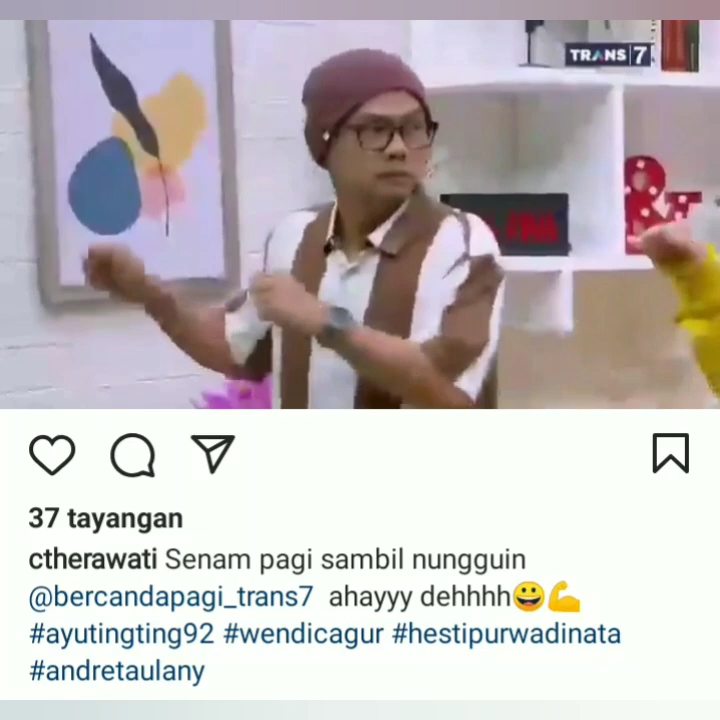 TRANS|7
&
37 tayangan
ctherawati Senam pagi sambil nungguin
@bercandapagi_trans7 ahayyy dehhhh😀💪
#ayutingting92 #wendicagur #hestipurwadinata
#andretaulany